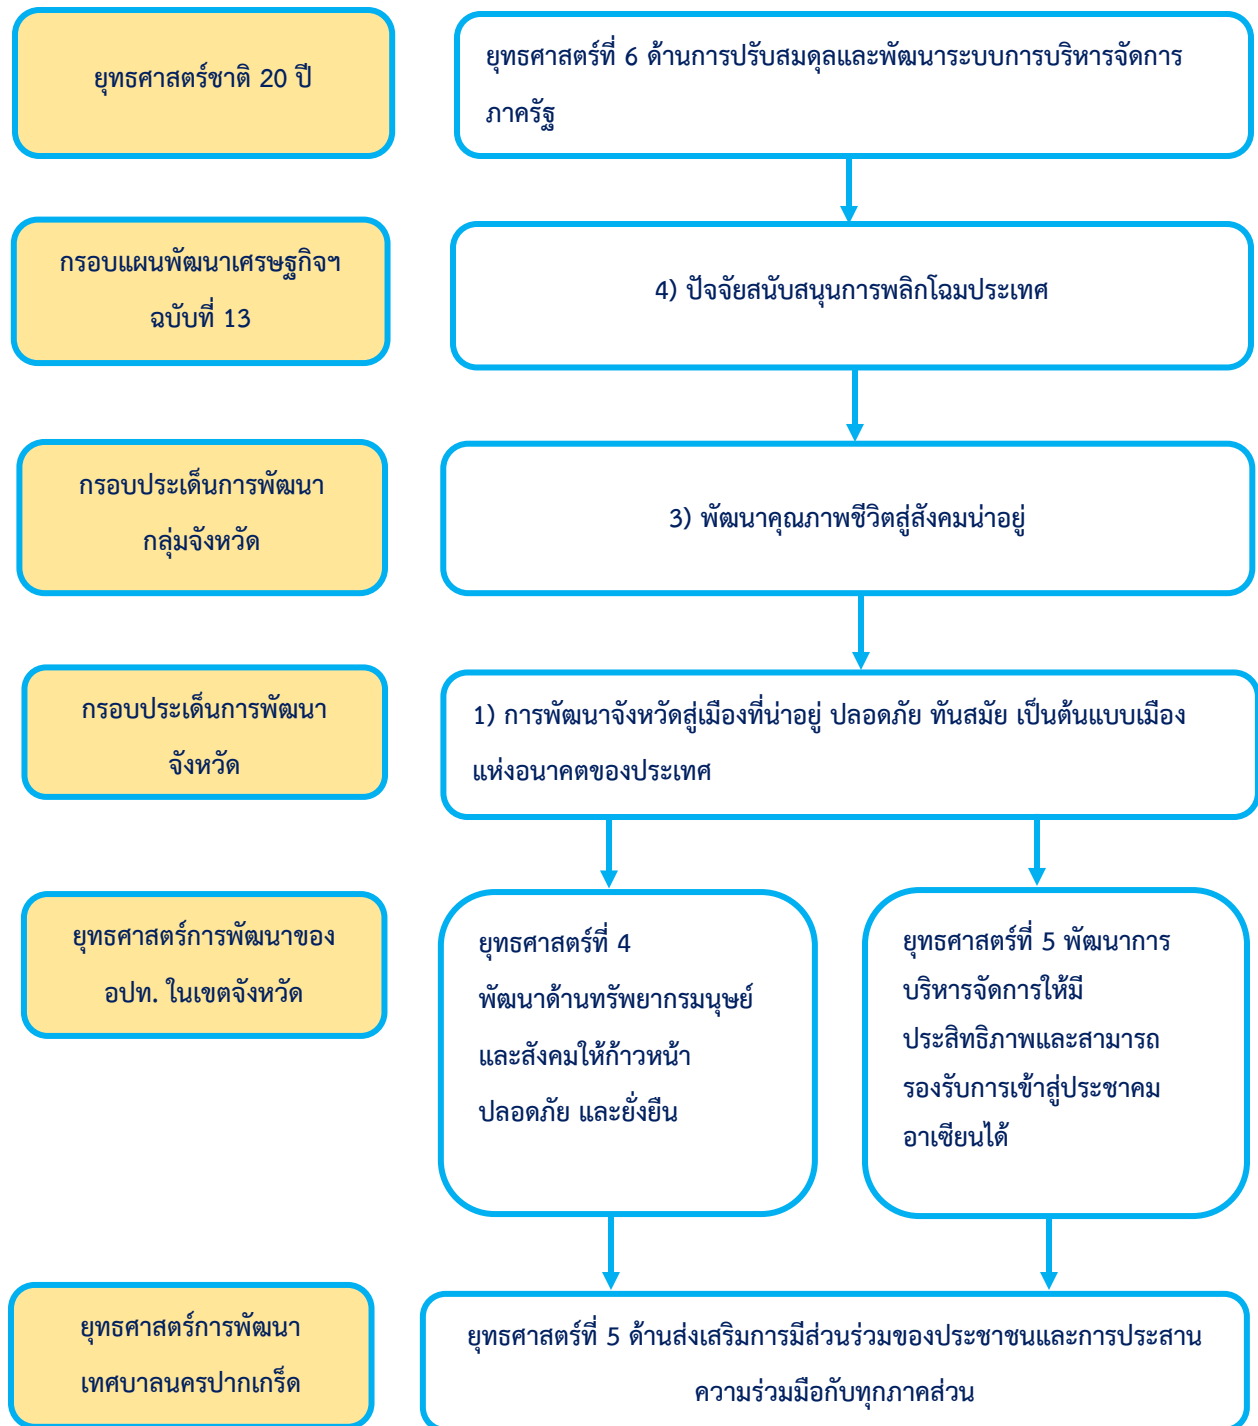 ยุทธศาสตร์ชาติ 20 ปี
ยุทธศาสตร์ที่ 6 ด้านการปรับสมดุลและพัฒนาระบบการบริหารจัดการ
ภาครัฐ
กรอบแผนพัฒนาเศรษฐกิจฯ
ฉบับที่ 13
4) ปัจจัยสนับสนุนการพลิกโฉมประเทศ
กรอบประเด็นการพัฒนา
กลุ่มจังหวัด
3) พัฒนาคุณภาพชีวิตสู่สังคมน่าอยู่
กรอบประเด็นการพัฒนา
จังหวัด
1) การพัฒนาจังหวัดสู่เมืองที่น่าอยู่ ปลอดภัย ทันสมัย เป็นต้นแบบเมือง
แห่งอนาคตของประเทศ
ยุทธศาสตร์การพัฒนาของ
อปท. ในเขตจังหวัด
ยุทธศาสตร์ที่ 4
พัฒนาด้านทรัพยากรมนุษย์
และสังคมให้ก้าวหน้า
ปลอดภัย และยั่งยืน
ยุทธศาสตร์ที่ 5 พัฒนาการ
บริหารจัดการให้มี
ประสิทธิภาพและสามารถ
รองรับการเข้าสู่ประชาคม
อาเซียนได้
ยุทธศาสตร์การพัฒนา
เทศบาลนครปากเกร็ด
ยุทธศาสตร์ที่ 5 ด้านส่งเสริมการมีส่วนร่วมของประชาชนและการประสาน
ความร่วมมือกับทุกภาคส่วน